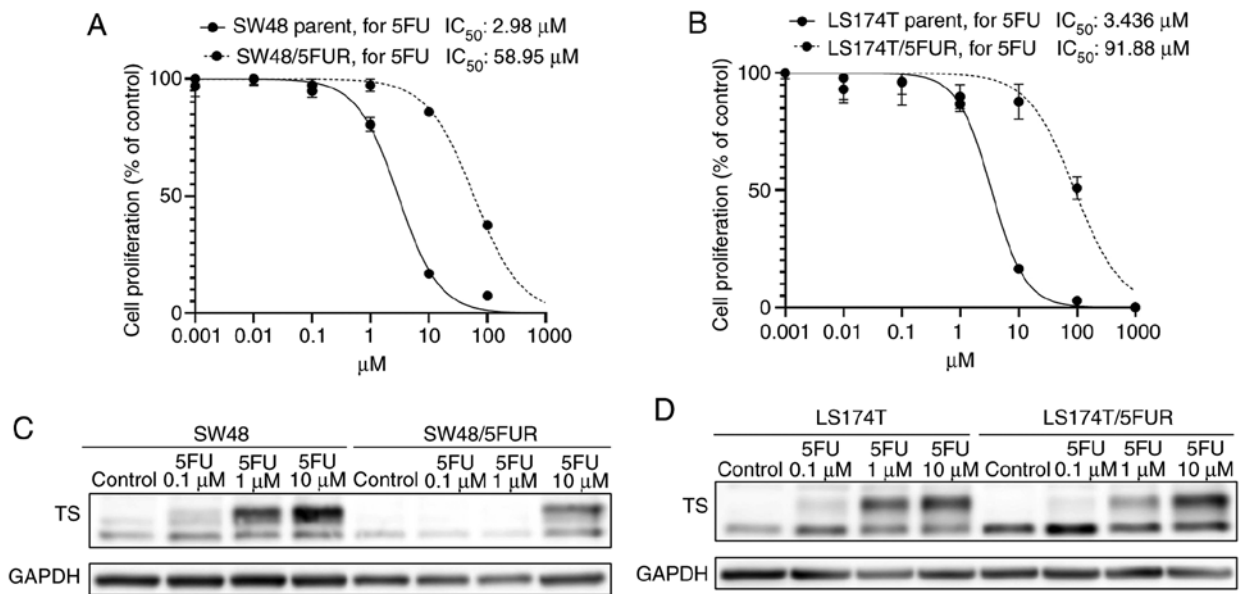 A
SW48 parent, for 5FU IC50: 2.98 µM
SW48/5FUR, for 5FU IC50: 58.95 µM
Cell proliferation (% of control)
100
50
0
0.001 0.01 0.1 1 10 100 1000
µM
B
LS174T parent, for 5FU IC50: 3.436 µM
LS174T/5FUR, for 5FU IC50: 91.88 µM
Cell proliferation (% of control)
100
50
0
0.001 0.01 0.1 1 10 100 1000
µM
C
SW48 SW48/5FUR
5FU 5FU 5FU 5FU 5FU 5FU
Control 0.1 µM 1 µM 10 µM Control 0.1 µM 1 µM 10 µM
TS
GAPDH
D
LS174T LS174T/5FUR
5FU 5FU 5FU 5FU 5FU 5FU
Control 0.1 µM 1 µM 10 µM Control 0.1 µM 1 µM 10 µM
TS
GAPDH